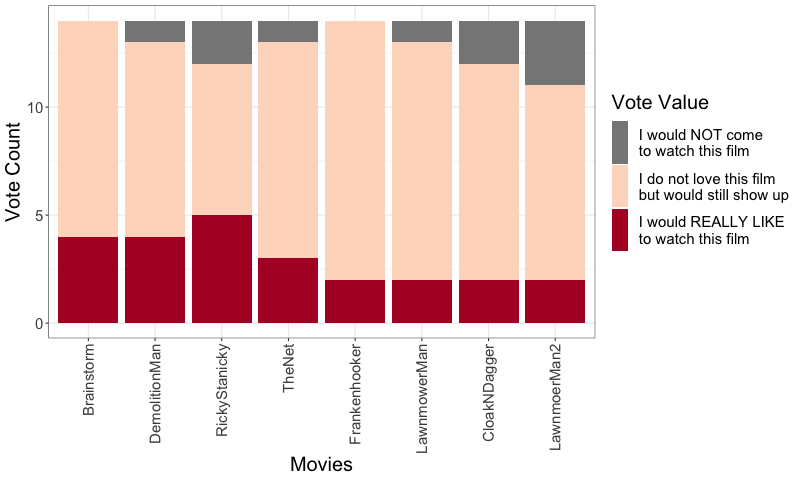 Vote Count
10
5
0
Brainstorm
DemolitionMan
RickyStanicky
TheNet
Frankenhooker
LawnmowerMan
CloakNDagger
LawnmoerMan2
Movies
Vote Value
I would NOT come
to watch this film
I do not love this film
but would still show up
I would REALLY LIKE
to watch this film